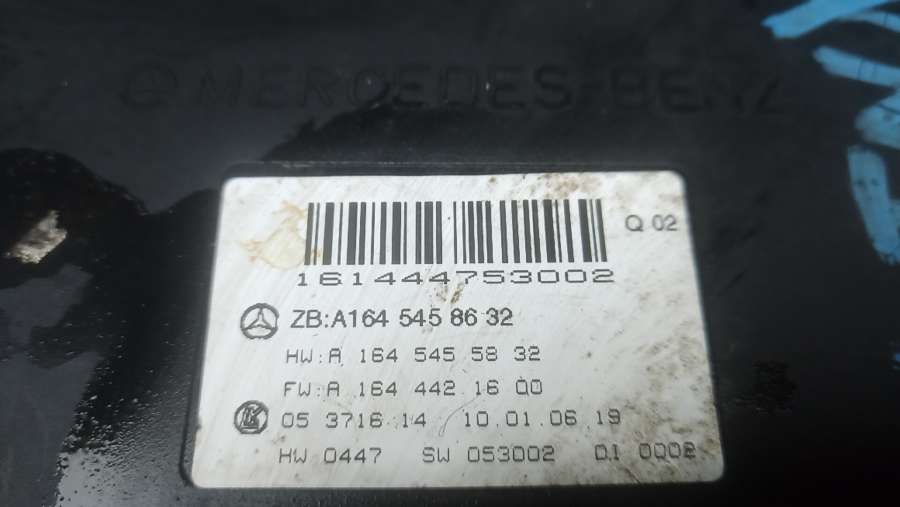 MERCEDES-BENZ
Q 02
161444753002
ZB:A164 545 86 32
HW:A 164 545 58 32
FW:A 164 442 16 00
05 3716 14 10.01.06 19
HW 0447 SW 053002 DI 0002